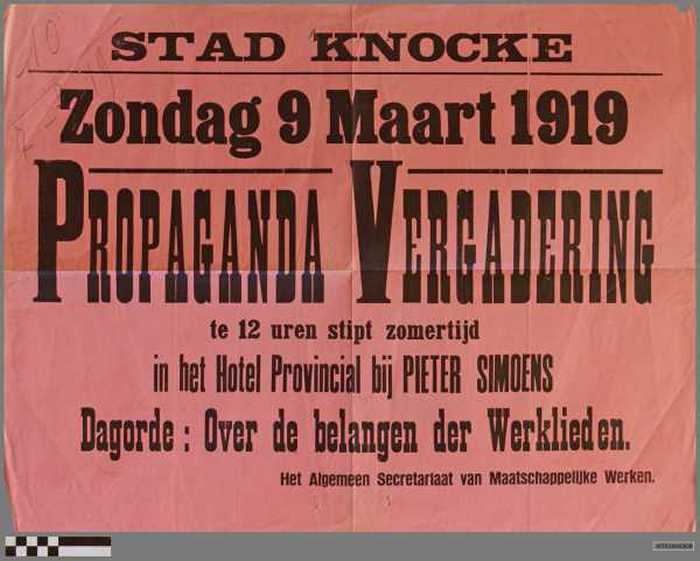 STAD KNOCKE
Zondag 9 Maart 1919
PROPAGANDA VERGADERING
te 12 uren stipt zomertijd
in het Hotel Provincial bij PIETER SIMOENS
Dagorde : Over de belangen der Werklieden.
Het Algemeen Secretariaat van Maatschappelijke Werken.